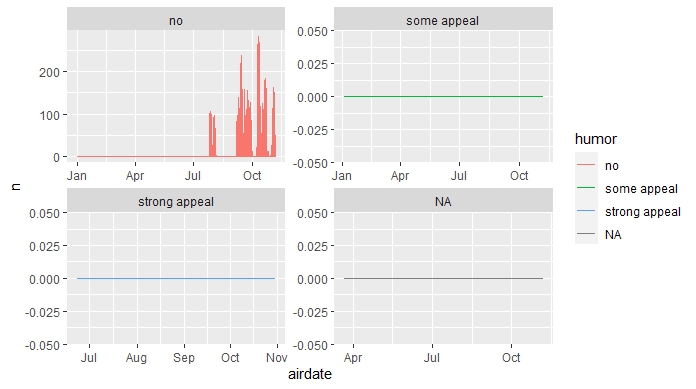 no
some appeal
200
100
0
Jan Apr Jul Oct
0.050
0.025
0.000
-0.025
-0.050
Jan Apr Jul Oct
strong appeal
NA
0.050
0.025
0.000
-0.025
-0.050
Jul Aug Sep Oct Nov
0.050
0.025
0.000
-0.025
-0.050
Apr Jul Oct
n
airdate
humor
no
some appeal
strong appeal
NA